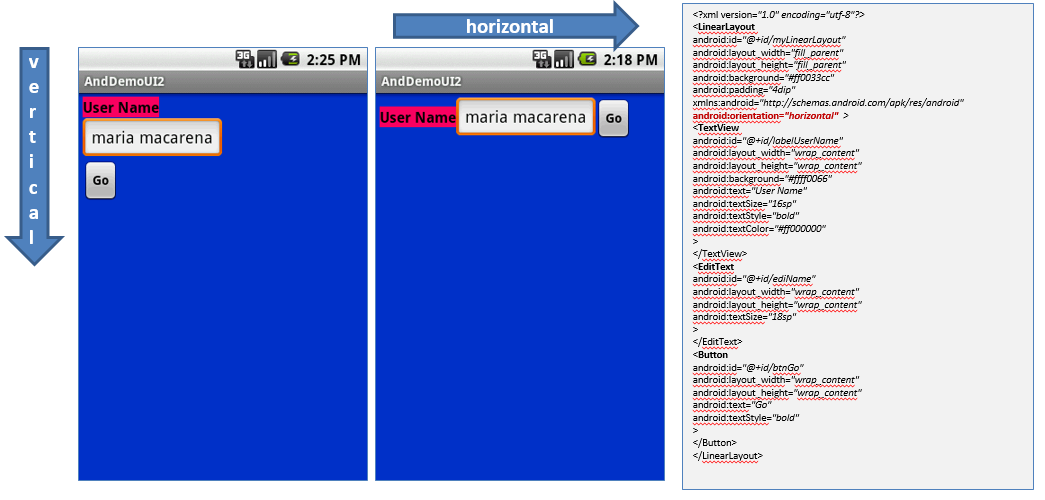 vertical
2:25 PM
AndDemoUI2
User Name
maria macarena
Go
horizontal
2:18 PM
AndDemoUI2
User Name maria macarena Go
3G
3G
<?xml version="1.0" encoding="utf-8"?>
<LinearLayout
android:id="@+id/myLinearLayout"
android:layout_width="fill_parent"
android:layout_height="fill_parent"
android:background="#ff0033cc"
android:padding="4dip"
xmlns:android="http://schemas.android.com/apk/res/android"
android:orientation="horizontal" >
<TextView
android:id="@+id/labelUserName"
android:layout_width="wrap_content"
android:layout_height="wrap_content"
android:background="#ffff0066"
android:text="User Name"
android:textSize="16sp"
android:textStyle="bold"
android:textColor="#ff000000"
>
</TextView>
<EditText
android:id="@+id/ediName"
android:layout_width="wrap_content"
android:layout_height="wrap_content"
android:textSize="18sp"
>
</EditText>
<Button
android:id="@+id/btnGo"
android:layout_width="wrap_content"
android:layout_height="wrap_content"
android:text="Go"
android:textStyle="bold"
>
</Button>
</LinearLayout>